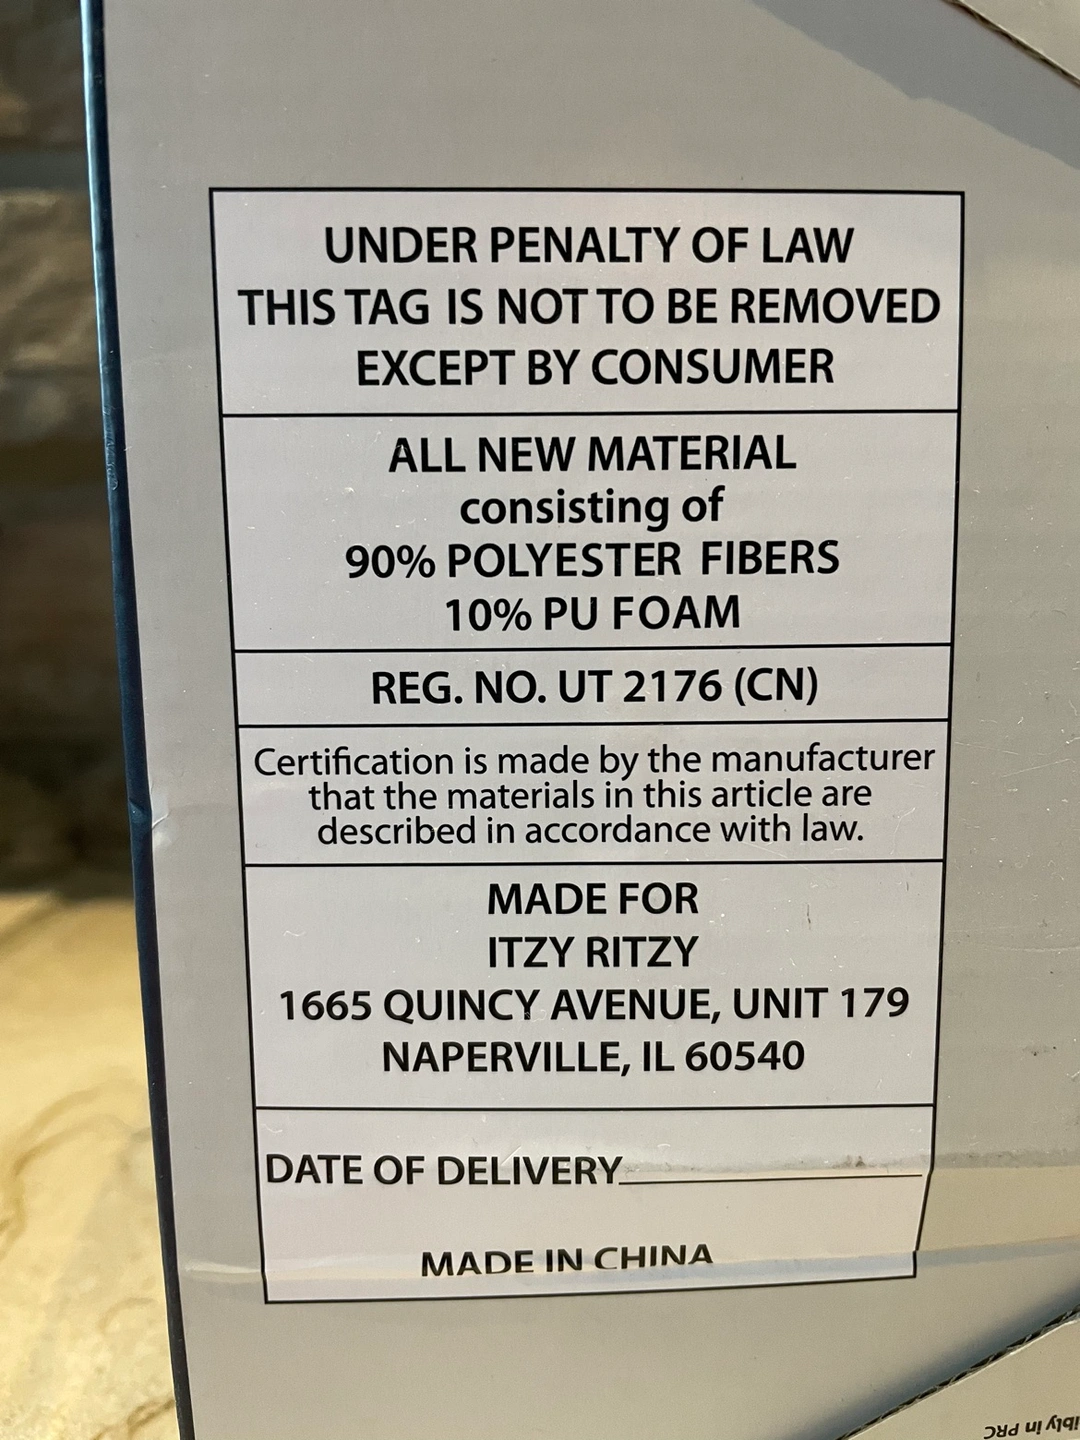 UNDER PENALTY OF LAW
THIS TAG IS NOT TO BE REMOVED
EXCEPT BY CONSUMER
ALL NEW MATERIAL
consisting of
90% POLYESTER FIBERS
10% PU FOAM
REG. NO. UT 2176 (CN)
Certification is made by the manufacturer
that the materials in this article are
described in accordance with law.
MADE FOR
ITZY RITZY
1665 QUINCY AVENUE, UNIT 179
NAPERVILLE, IL 60540
DATE OF DELIVERY
MADE IN CHINA
in PRC